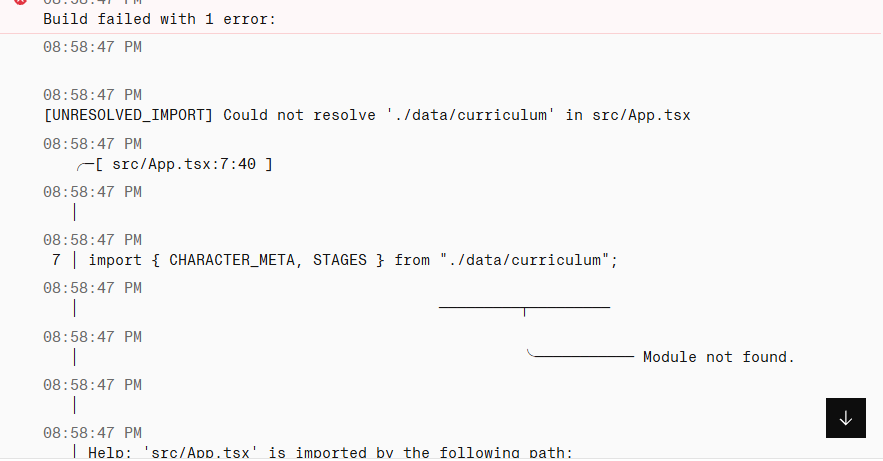 08:58:47 PM
Build failed with 1 error:
08:58:47 PM
08:58:47 PM
[UNRESOLVED_IMPORT] Could not resolve './data/curriculum' in src/App.tsx
08:58:47 PM
╭─[ src/App.tsx:7:40 ]
08:58:47 PM
│
08:58:47 PM
7 │ import { CHARACTER_META, STAGES } from "./data/curriculum";
08:58:47 PM
│ ─────────┬─────────
08:58:47 PM
│ ╰─────────── Module not found.
08:58:47 PM
│
08:58:47 PM
│ Help: 'src/App.tsx' is imported by the following path: